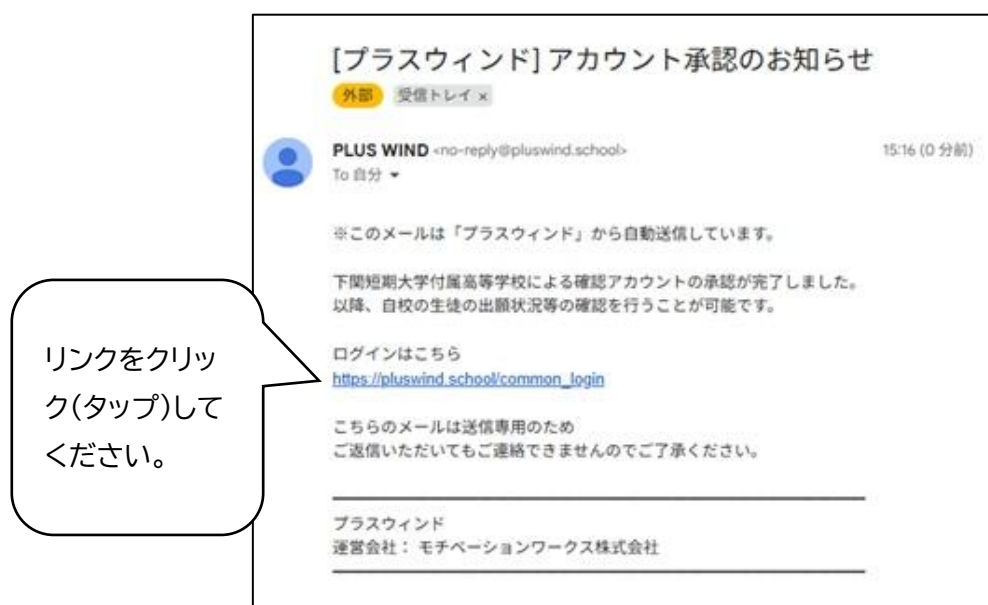 [プラスウィンド] アカウント承認のお知らせ
外部 受信トレイ ×
PLUS WIND <no-reply@pluswind.school>
15:16 (0 分前)
To 自分
※このメールは「プラスウィンド」から自動送信しています。
下関短期大学付属高等学校による確認アカウントの承認が完了しました。
以降、自校の生徒の出願状況等の確認を行うことが可能です。
リンクをクリッ
ク(タップ)して
ください。
ログインはこちら
https://pluswind.school/common_login
こちらのメールは送信専用のため
ご返信いただいてもご連絡できませんのでご了承ください。
プラスウィンド
運営会社： モチベーションワークス株式会社